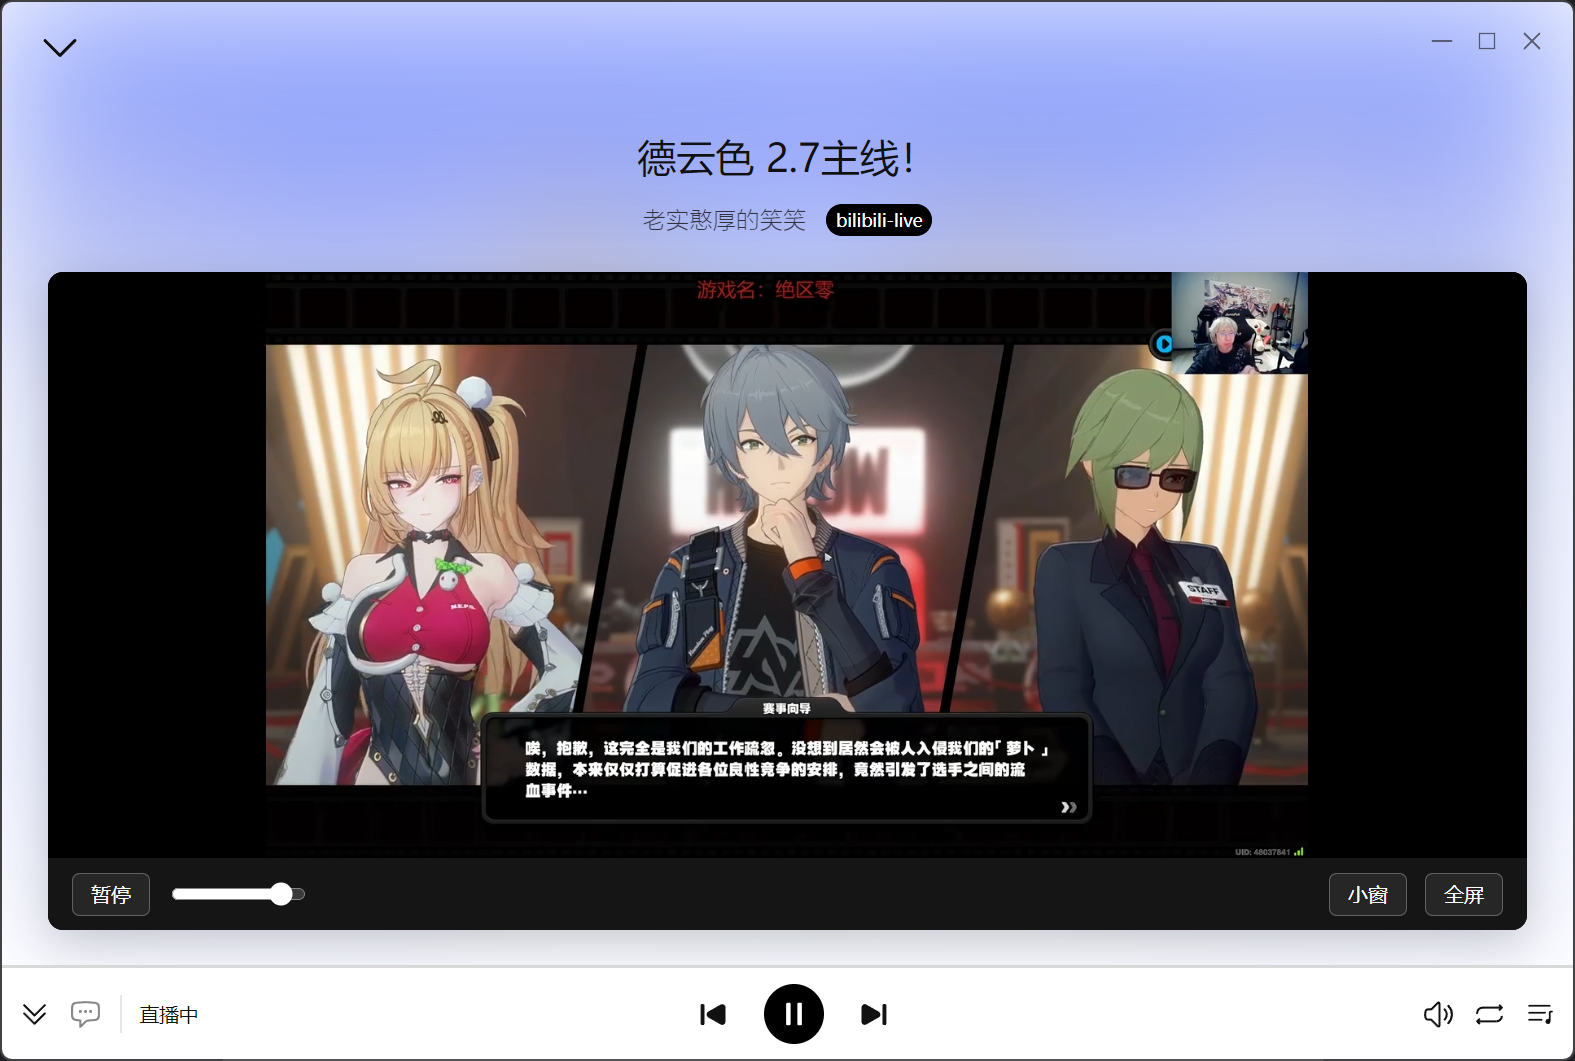 德云色 2.7主线！
老实憨厚的笑笑 bilibili-live
游戏名：绝区零
N.E.P.S.
STAFF
赛事向导
唉，抱歉，这完全是我们的工作疏忽。没想到居然会被人入侵我们的「萝卜」
数据，本来仅仅打算促进各位良性竞争的安排，竟然引发了选手之间的流
血事件…
UID: 48037841
暂停 小窗 全屏
直播中